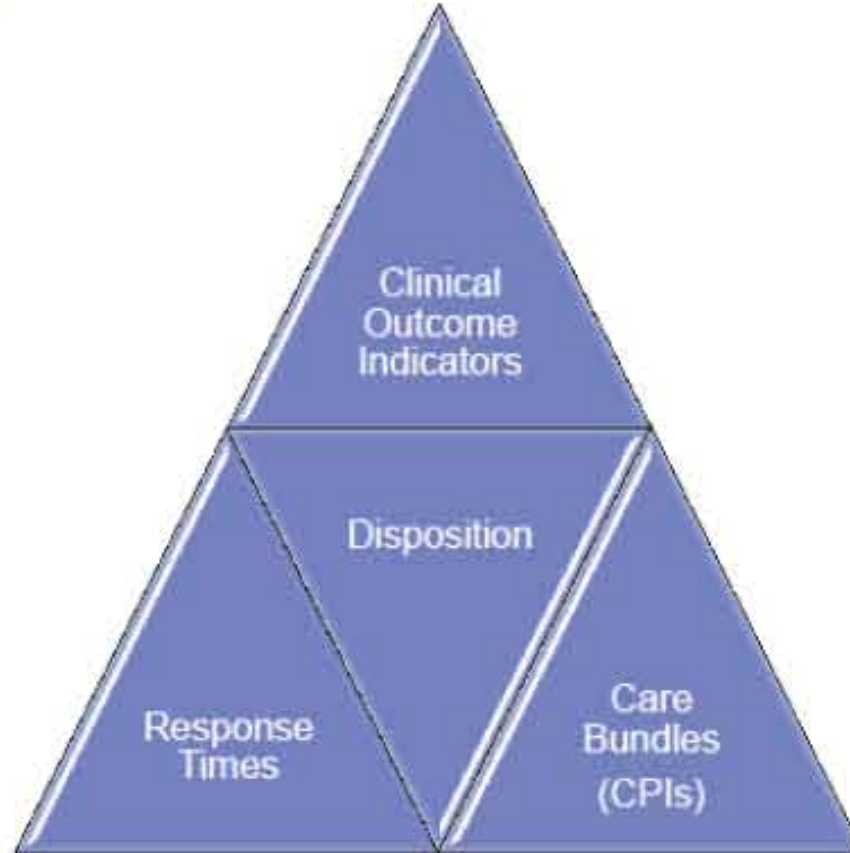 Clinical
Outcome
Indicators
Disposition
Response
Times
Care
Bundles
(CPIs)